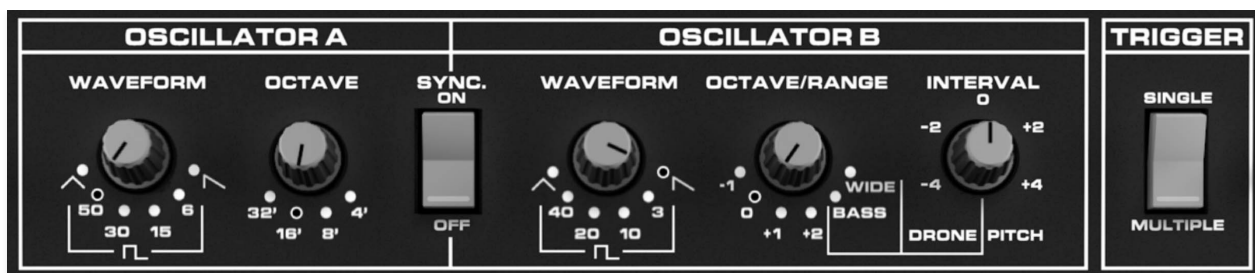 OSCILLATOR A
OSCILLATOR B
TRIGGER
WAVEFORM
OCTAVE
SYNC.
ON
WAVEFORM
OCTAVE/RANGE
INTERVAL
0
SINGLE
-2
+2
50
30
15
6
32'
16'
8'
4'
OFF
40
20
10
3
-1
0
+1
+2
BASS
WIDE
-4
+4
DRONE
PITCH
MULTIPLE